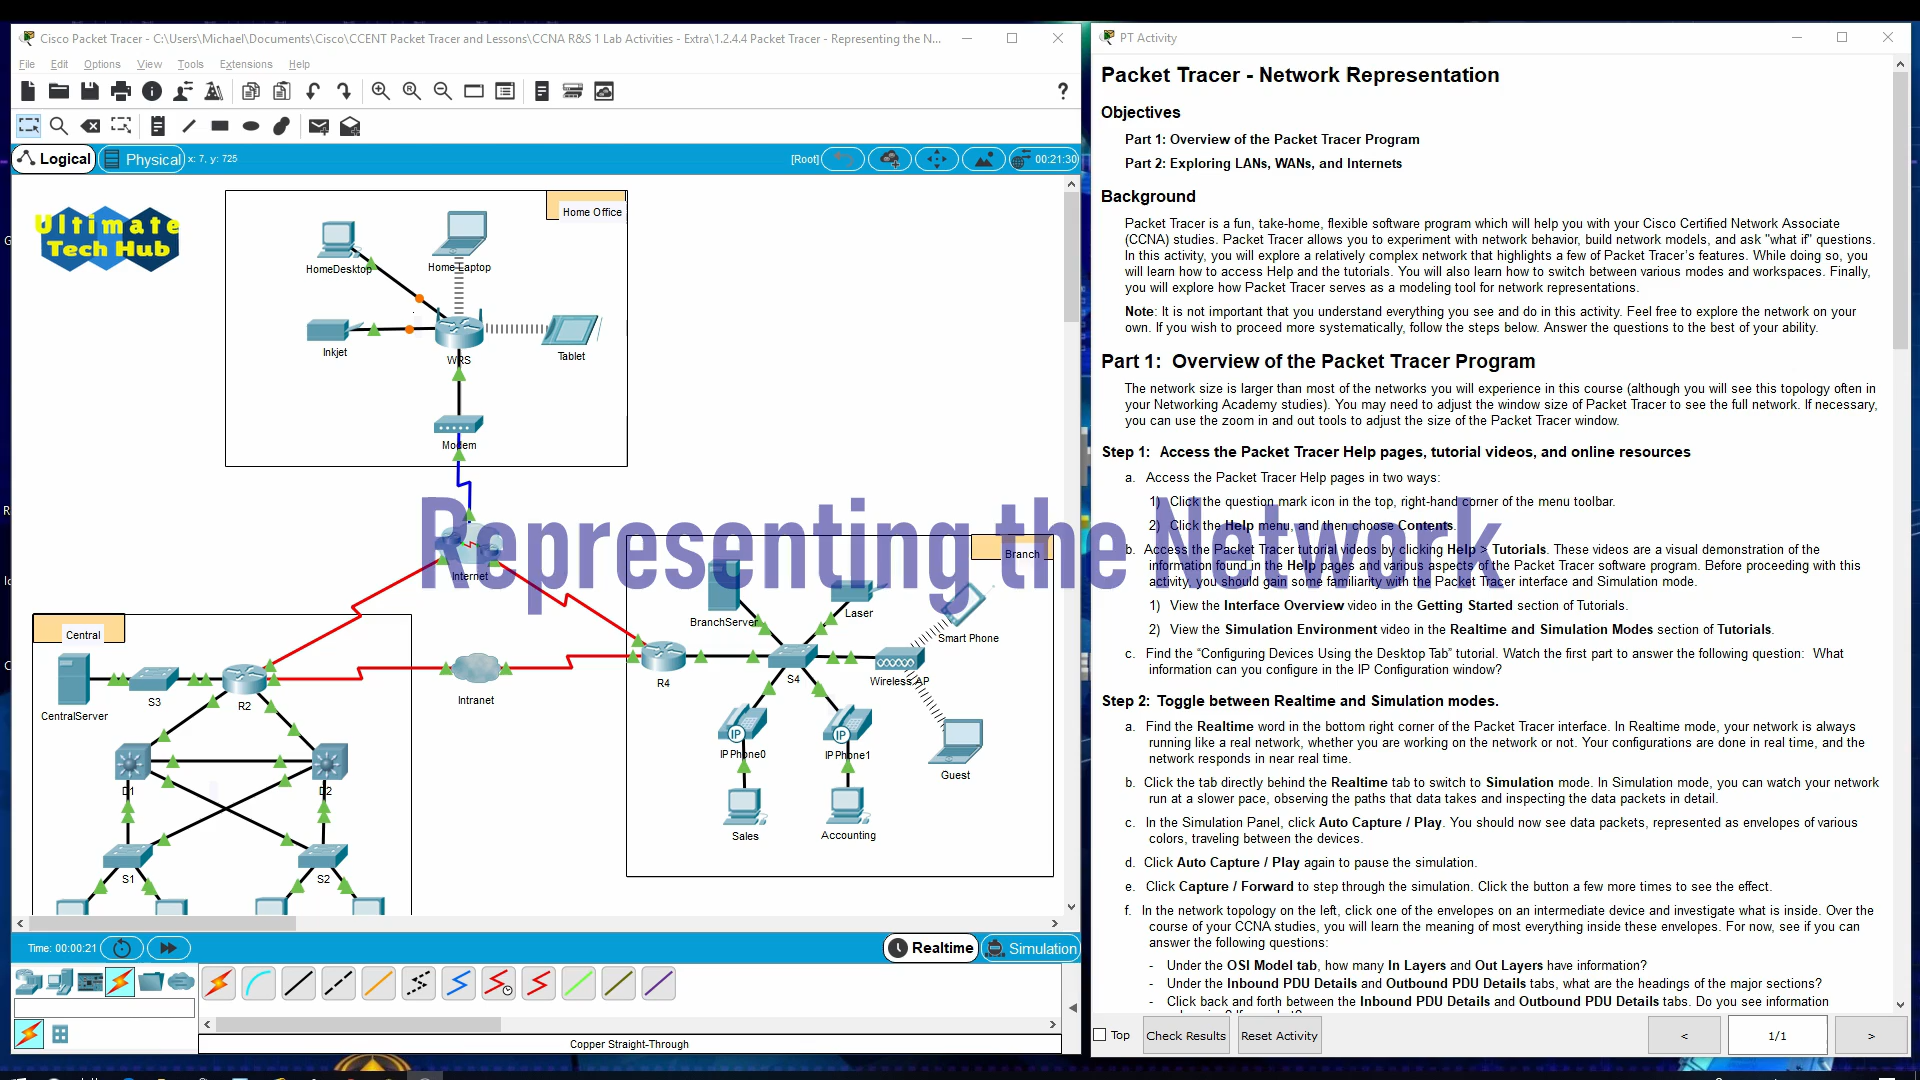 Cisco Packet Tracer - C:\Users\Michael\Documents\Cisco\CCENT Packet Tracer and Lessons\CCNA R&S 1 Lab Activities - Extra\1.2.4.4 Packet Tracer - Representing the N...
File Edit Options View Tools Extensions Help
Logical Physical x: 7, y: 725 [Root] 00:21:30
Ultimate
Tech Hub
Home Office
HomeDesktop
Home Laptop
Inkjet
WRS
Tablet
Modem
Representing the Network
Internet
Branch
BranchServer
Laser
Smart Phone
Central
CentralServer
S3
R2
Intranet
R4
S4
Wireless AP
IP
IP Phone0
IP
IP Phone1
Guest
D1
D2
Sales
Accounting
S1
S2
Time: 00:00:21
Realtime Simulation
Copper Straight-Through
PT Activity
Packet Tracer - Network Representation
Objectives
Part 1: Overview of the Packet Tracer Program
Part 2: Exploring LANs, WANs, and Internets
Background
Packet Tracer is a fun, take-home, flexible software program which will help you with your Cisco Certified Network Associate
(CCNA) studies. Packet Tracer allows you to experiment with network behavior, build network models, and ask "what if" questions.
In this activity, you will explore a relatively complex network that highlights a few of Packet Tracer's features. While doing so, you
will learn how to access Help and the tutorials. You will also learn how to switch between various modes and workspaces. Finally,
you will explore how Packet Tracer serves as a modeling tool for network representations.
Note: It is not important that you understand everything you see and do in this activity. Feel free to explore the network on your
own. If you wish to proceed more systematically, follow the steps below. Answer the questions to the best of your ability.
Part 1: Overview of the Packet Tracer Program
The network size is larger than most of the networks you will experience in this course (although you will see this topology often in
your Networking Academy studies). You may need to adjust the window size of Packet Tracer to see the full network. If necessary,
you can use the zoom in and out tools to adjust the size of the Packet Tracer window.
Step 1: Access the Packet Tracer Help pages, tutorial videos, and online resources
a. Access the Packet Tracer Help pages in two ways:
1) Click the question mark icon in the top, right-hand corner of the menu toolbar.
2) Click the Help menu, and then choose Contents.
b. Access the Packet Tracer tutorial videos by clicking Help > Tutorials. These videos are a visual demonstration of the
information found in the Help pages and various aspects of the Packet Tracer software program. Before proceeding with this
activity, you should gain some familiarity with the Packet Tracer interface and Simulation mode.
1) View the Interface Overview video in the Getting Started section of Tutorials.
2) View the Simulation Environment video in the Realtime and Simulation Modes section of Tutorials.
c. Find the “Configuring Devices Using the Desktop Tab” tutorial. Watch the first part to answer the following question: What
information can you configure in the IP Configuration window?
Step 2: Toggle between Realtime and Simulation modes.
a. Find the Realtime word in the bottom right corner of the Packet Tracer interface. In Realtime mode, your network is always
running like a real network, whether you are working on the network or not. Your configurations are done in real time, and the
network responds in near real time.
b. Click the tab directly behind the Realtime tab to switch to Simulation mode. In Simulation mode, you can watch your network
run at a slower pace, observing the paths that data takes and inspecting the data packets in detail.
c. In the Simulation Panel, click Auto Capture / Play. You should now see data packets, represented as envelopes of various
colors, traveling between the devices.
d. Click Auto Capture / Play again to pause the simulation.
e. Click Capture / Forward to step through the simulation. Click the button a few more times to see the effect.
f. In the network topology on the left, click one of the envelopes on an intermediate device and investigate what is inside. Over the
course of your CCNA studies, you will learn the meaning of most everything inside these envelopes. For now, see if you can
answer the following questions:
- Under the OSI Model tab, how many In Layers and Out Layers have information?
- Under the Inbound PDU Details and Outbound PDU Details tabs, what are the headings of the major sections?
- Click back and forth between the Inbound PDU Details and Outbound PDU Details tabs. Do you see information
Top Check Results Reset Activity < 1/1 >